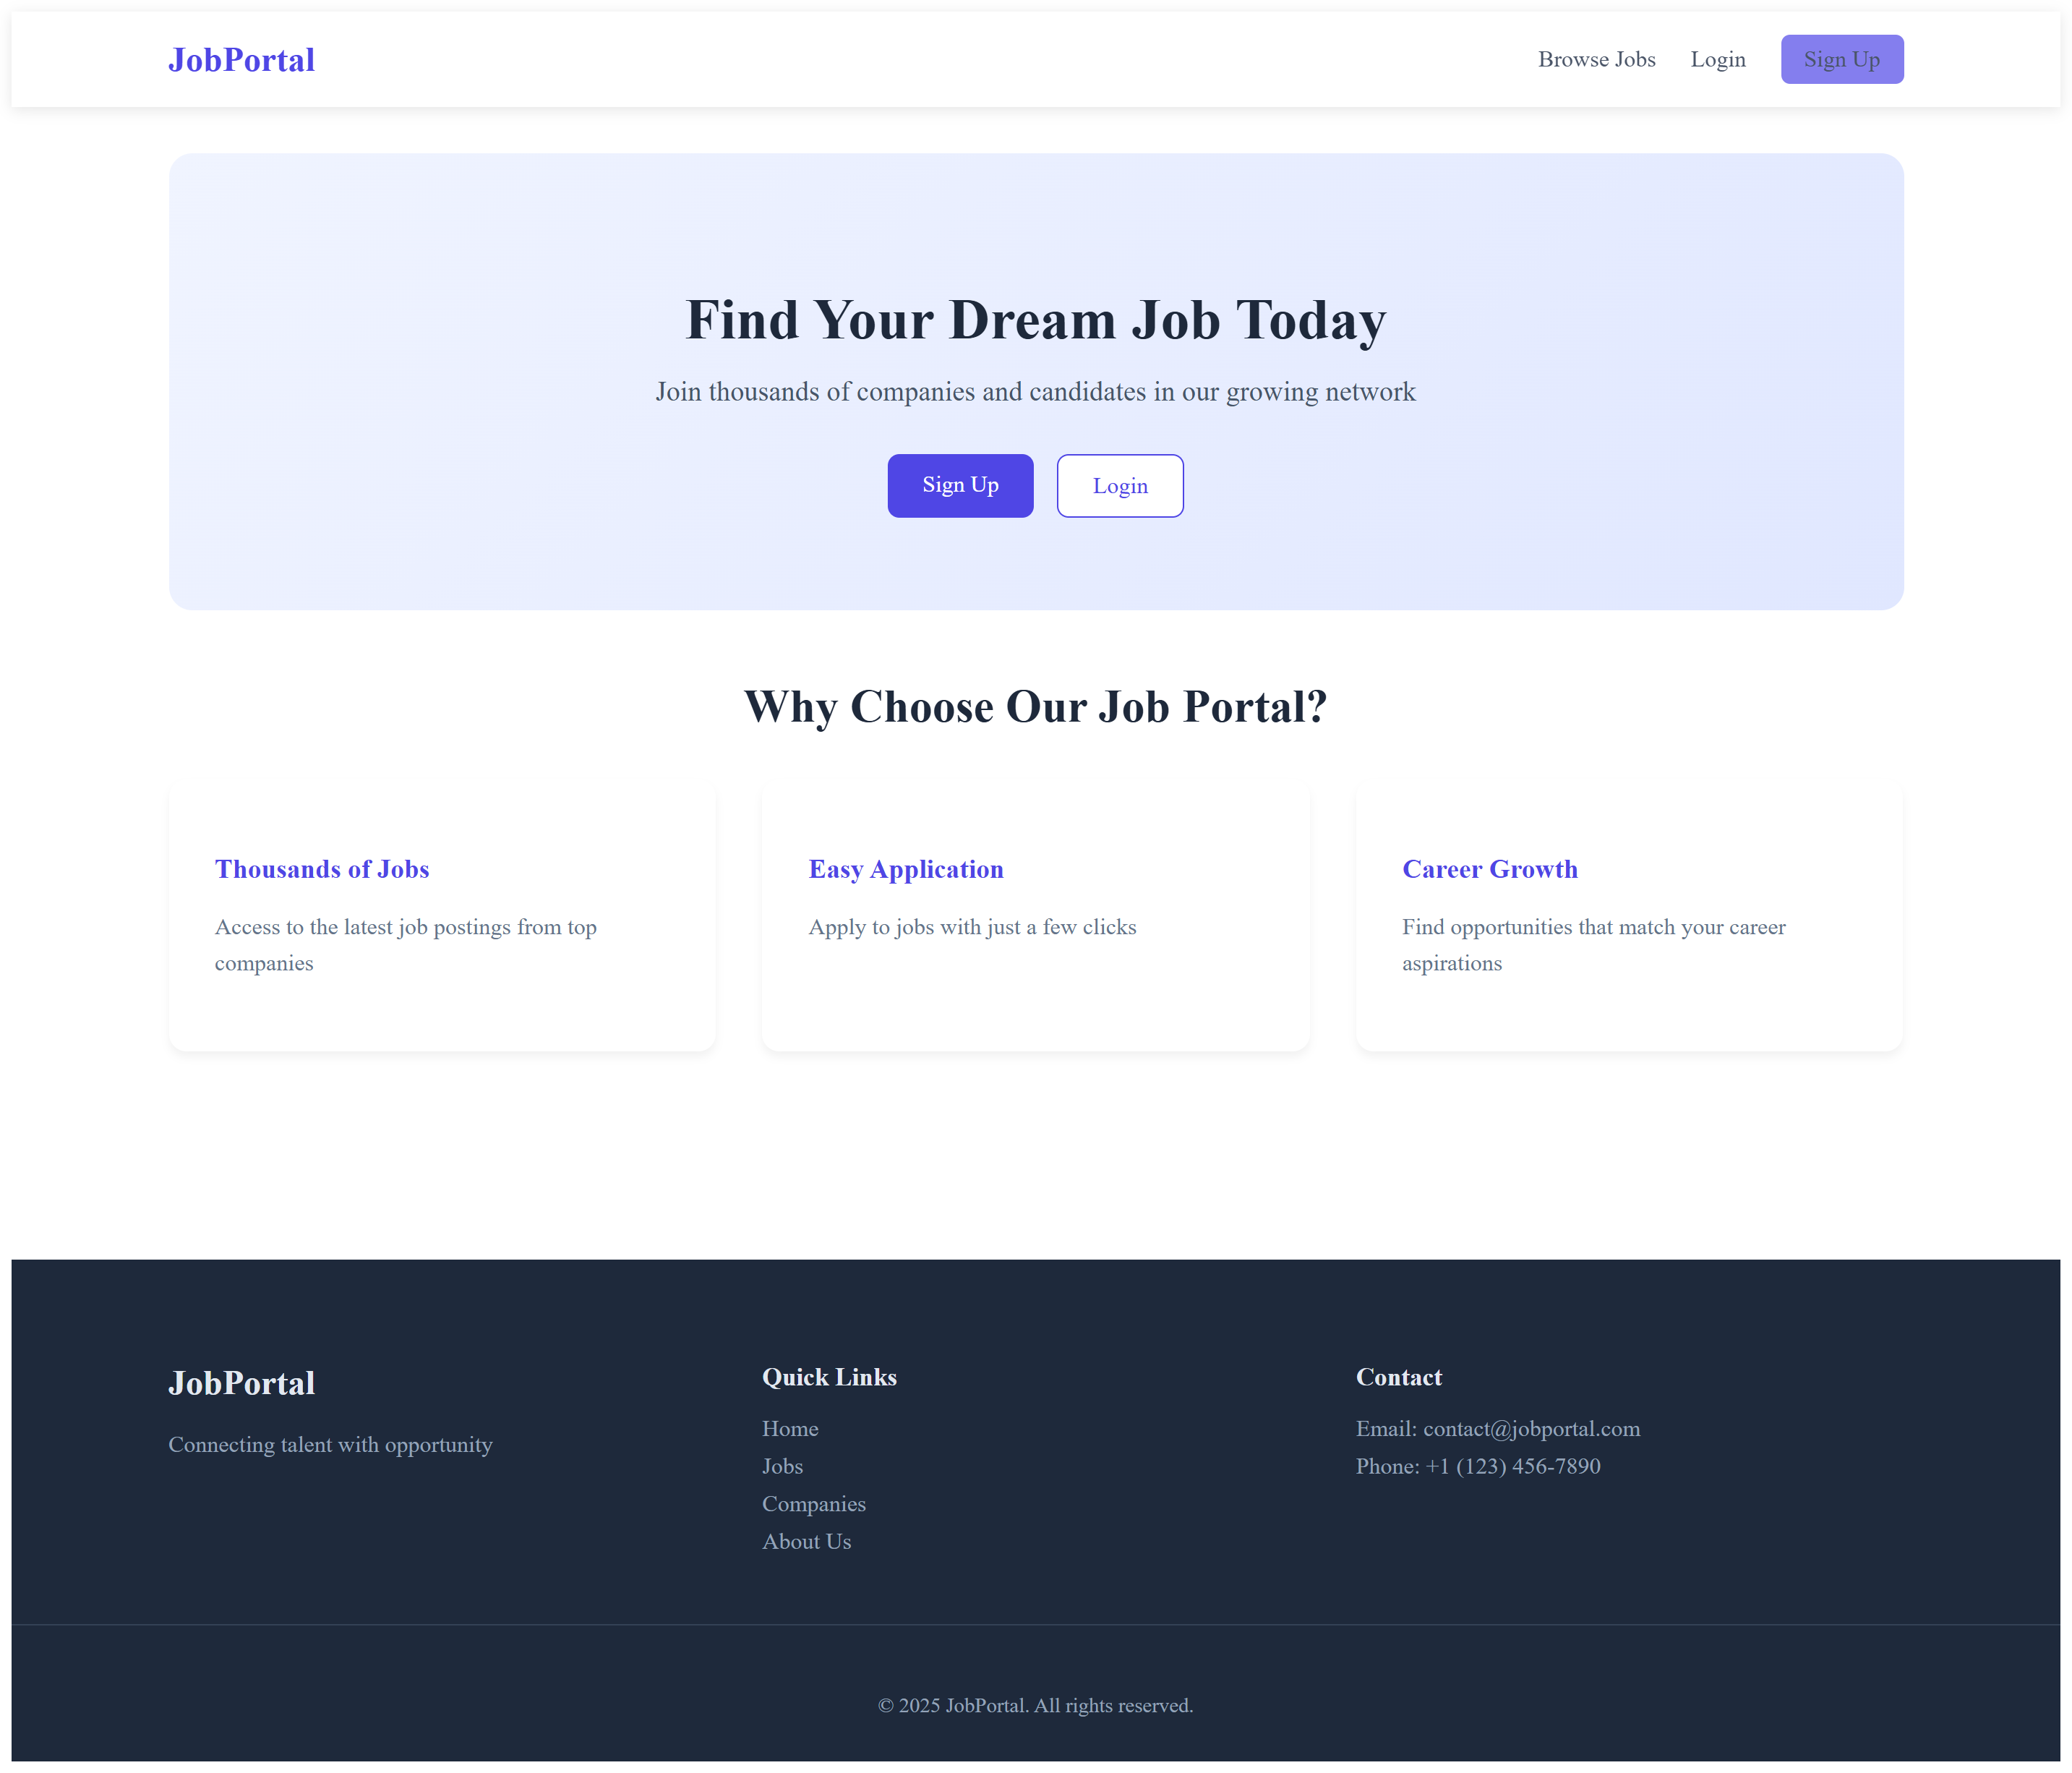 JobPortal
Browse Jobs
Login
Sign Up
Find Your Dream Job Today
Join thousands of companies and candidates in our growing network
Sign Up
Login
Why Choose Our Job Portal?
Thousands of Jobs
Access to the latest job postings from top
companies
Easy Application
Apply to jobs with just a few clicks
Career Growth
Find opportunities that match your career
aspirations
JobPortal
Connecting talent with opportunity
Quick Links
Home
Jobs
Companies
About Us
Contact
Email: contact@jobportal.com
Phone: +1 (123) 456-7890
© 2025 JobPortal. All rights reserved.